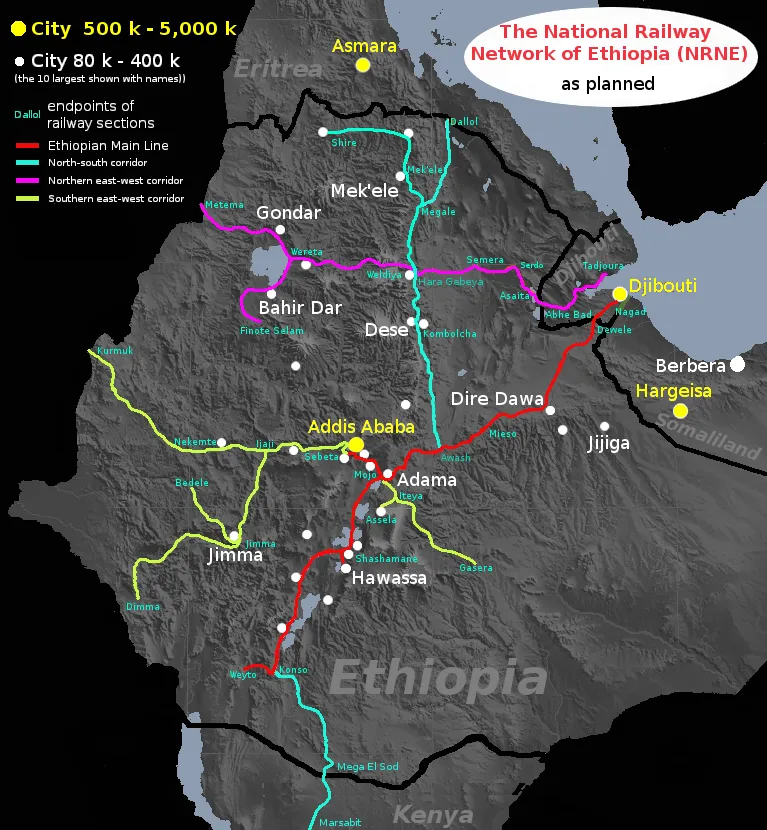 The National Railway
Network of Ethiopia (NRNE)
as planned
City 500 k - 5,000 k
City 80 k - 400 k
(the 10 largest shown with names))
Dallol
endpoints of
railway sections
Ethiopian Main Line
North-south corridor
Northern east-west corridor
Southern east-west corridor
Asmara
Eritrea
Dallol
Shire
Mek'ele
Mek'ele
Metema
Megale
Gondar
Wereta
Semera
Serdo
Djibouti
Tadjoura
Weldiya
Hara Gebeya
Djibouti
Asaita
Bahir Dar
Abhe Bad
Nagad
Finote Selam
Dese
Kombolcha
Dewele
Kurmuk
Berbera
Hargeisa
Dire Dawa
Addis Ababa
Somaliland
Mieso
Jijiga
Nekemte
Ijaji
Sebeta
Awash
Mojo
Adama
Bedele
Iteya
Assela
Jimma
Jimma
Shashamane
Gasera
Hawassa
Dimma
Weyto
Konso
Ethiopia
Mega El Sod
Kenya
Marsabit